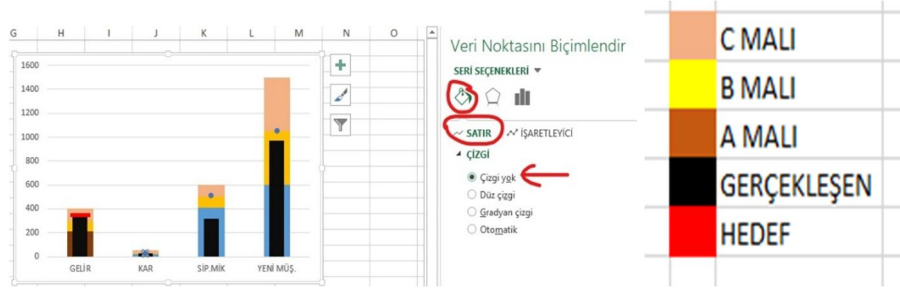 G H I J K L M N O
1600
1400
1200
1000
800
600
400
200
0
GELİR KAR SİP.MİK YENİ MÜŞ.
Veri Noktasını Biçimlendir
SERİ SEÇENEKLERİ
SATIR İŞARETLEYİCİ
ÇİZGİ
Çizgi yok
Düz çizgi
Gradyan çizgi
Otomatik
C MALI
B MALI
A MALI
GERÇEKLEŞEN
HEDEF